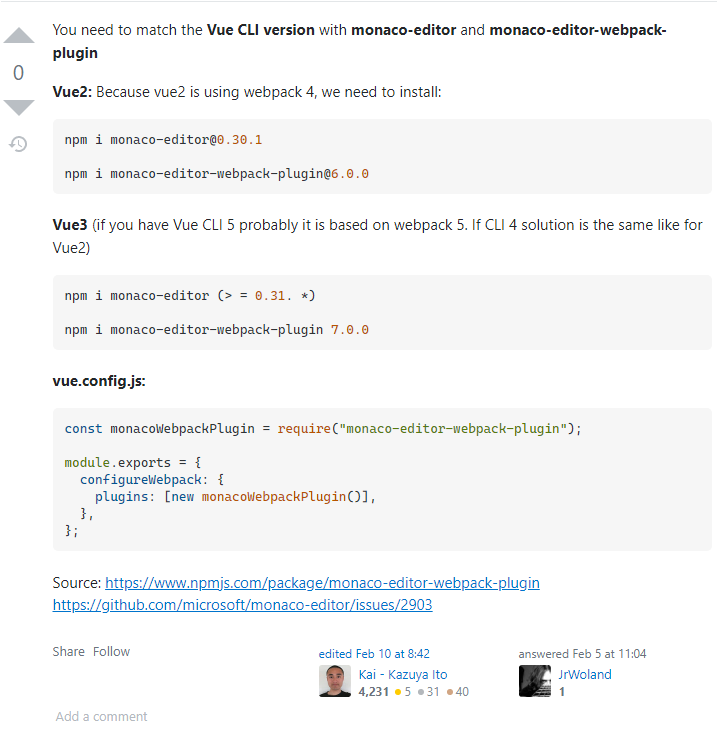 You need to match the Vue CLI version with monaco-editor and monaco-editor-webpack-
plugin
0
Vue2: Because vue2 is using webpack 4, we need to install:
npm i monaco-editor@0.30.1
npm i monaco-editor-webpack-plugin@6.0.0
Vue3 (if you have Vue CLI 5 probably it is based on webpack 5. If CLI 4 solution is the same like for
Vue2)
npm i monaco-editor (> = 0.31. *)
npm i monaco-editor-webpack-plugin 7.0.0
vue.config.js:
const monacoWebpackPlugin = require("monaco-editor-webpack-plugin");
module.exports = {
  configureWebpack: {
    plugins: [new monacoWebpackPlugin()],
  },
};
Source: https://www.npmjs.com/package/monaco-editor-webpack-plugin
https://github.com/microsoft/monaco-editor/issues/2903
Share Follow
edited Feb 10 at 8:42
Kai - Kazuya Ito
4,231 5 31 40
answered Feb 5 at 11:04
JrWoland
1
Add a comment